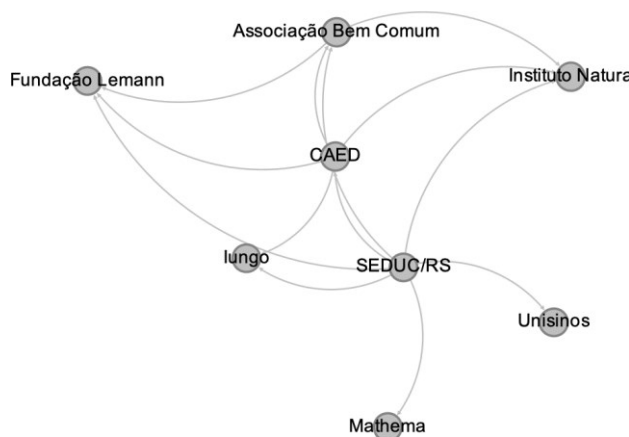 Associação Bem Comum
Fundação Lemann
Instituto Natura
CAED
Iungo
SEDUC/RS
Unisinos
Mathema